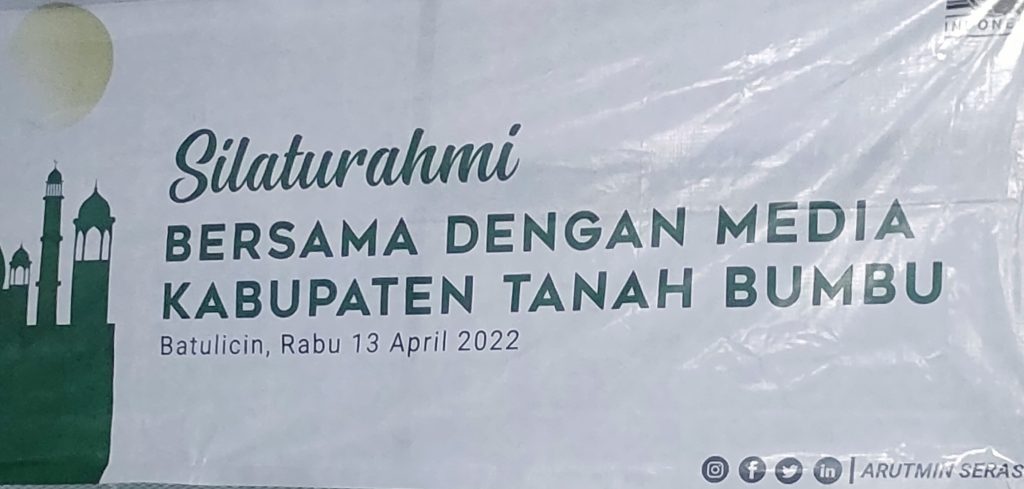 Silaturahmi
BERSAMA DENGAN MEDIA
KABUPATEN TANAH BUMBU
Batulicin, Rabu 13 April 2022
ARUTMIN SERAS